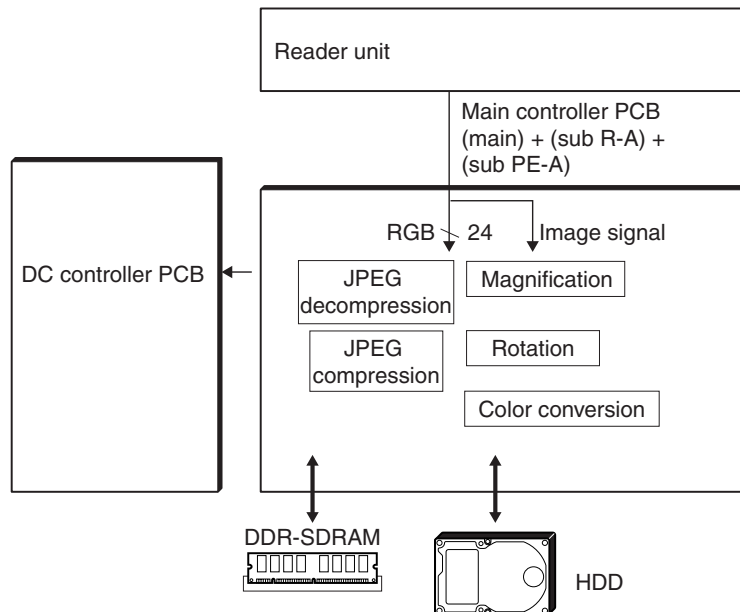 Reader unit
Main controller PCB
(main) + (sub R-A) +
(sub PE-A)
RGB 24 Image signal
DC controller PCB
JPEG
decompression
Magnification
JPEG
compression
Rotation
Color conversion
DDR-SDRAM
HDD